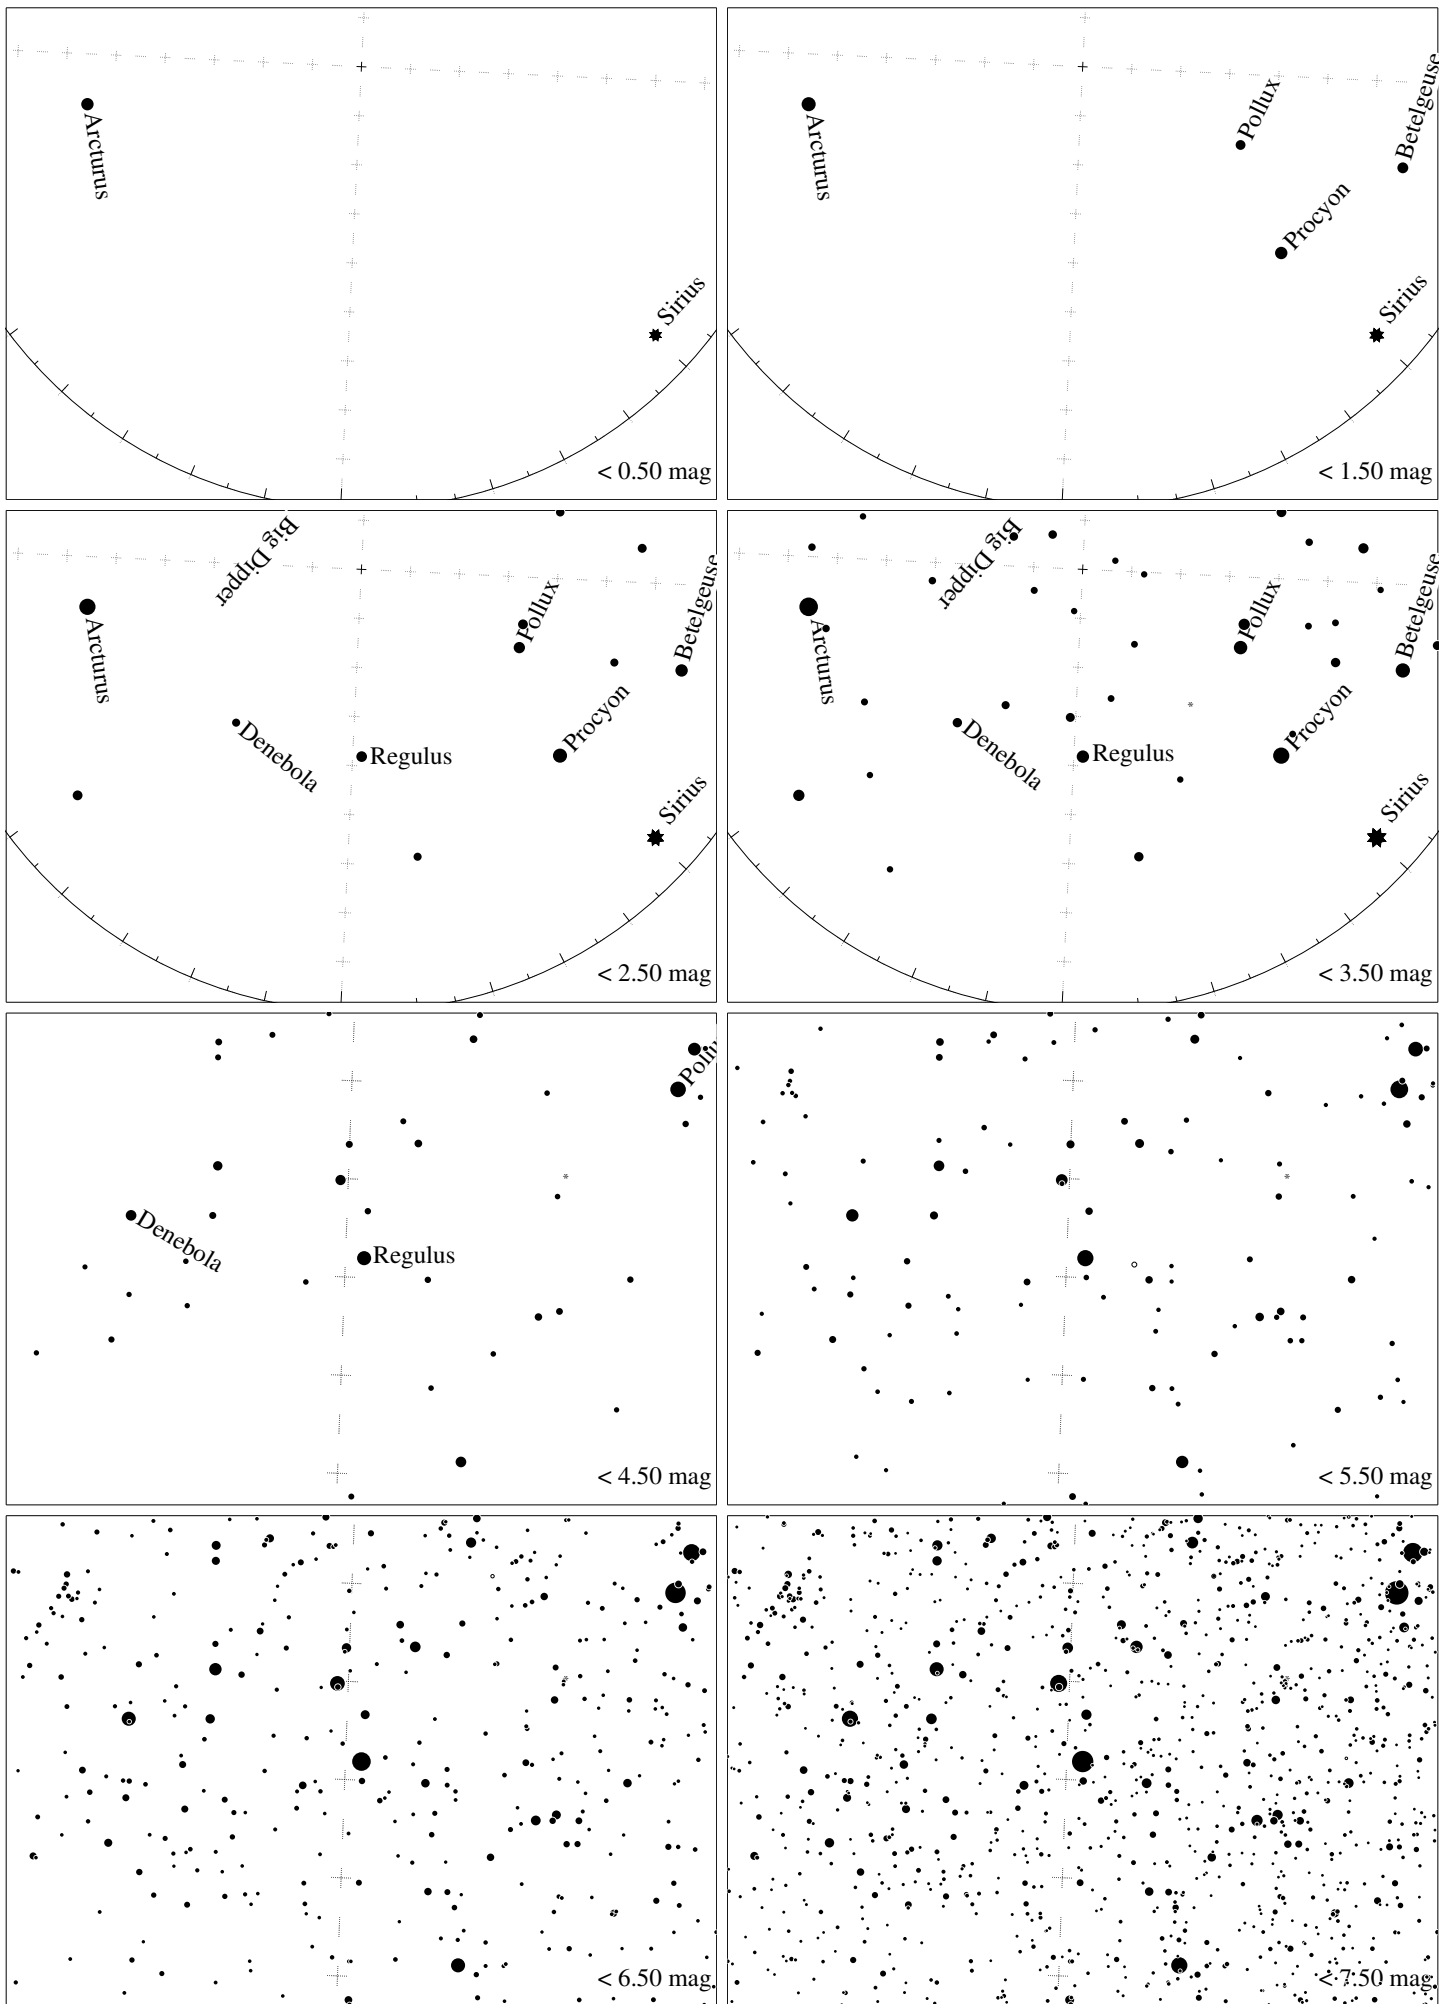 Arcturus
Sirius
< 0.50 mag
Arcturus
Pollux
Betelgeuse
Procyon
Sirius
< 1.50 mag
Big Dipper
Arcturus
Pollux
Betelgeuse
Denebola
Regulus
Procyon
Sirius
< 2.50 mag
Big Dipper
Arcturus
Pollux
Betelgeuse
Denebola
Regulus
Procyon
Sirius
< 3.50 mag
Pollu
Denebola
Regulus
< 4.50 mag
< 5.50 mag
< 6.50 mag
< 7.50 mag